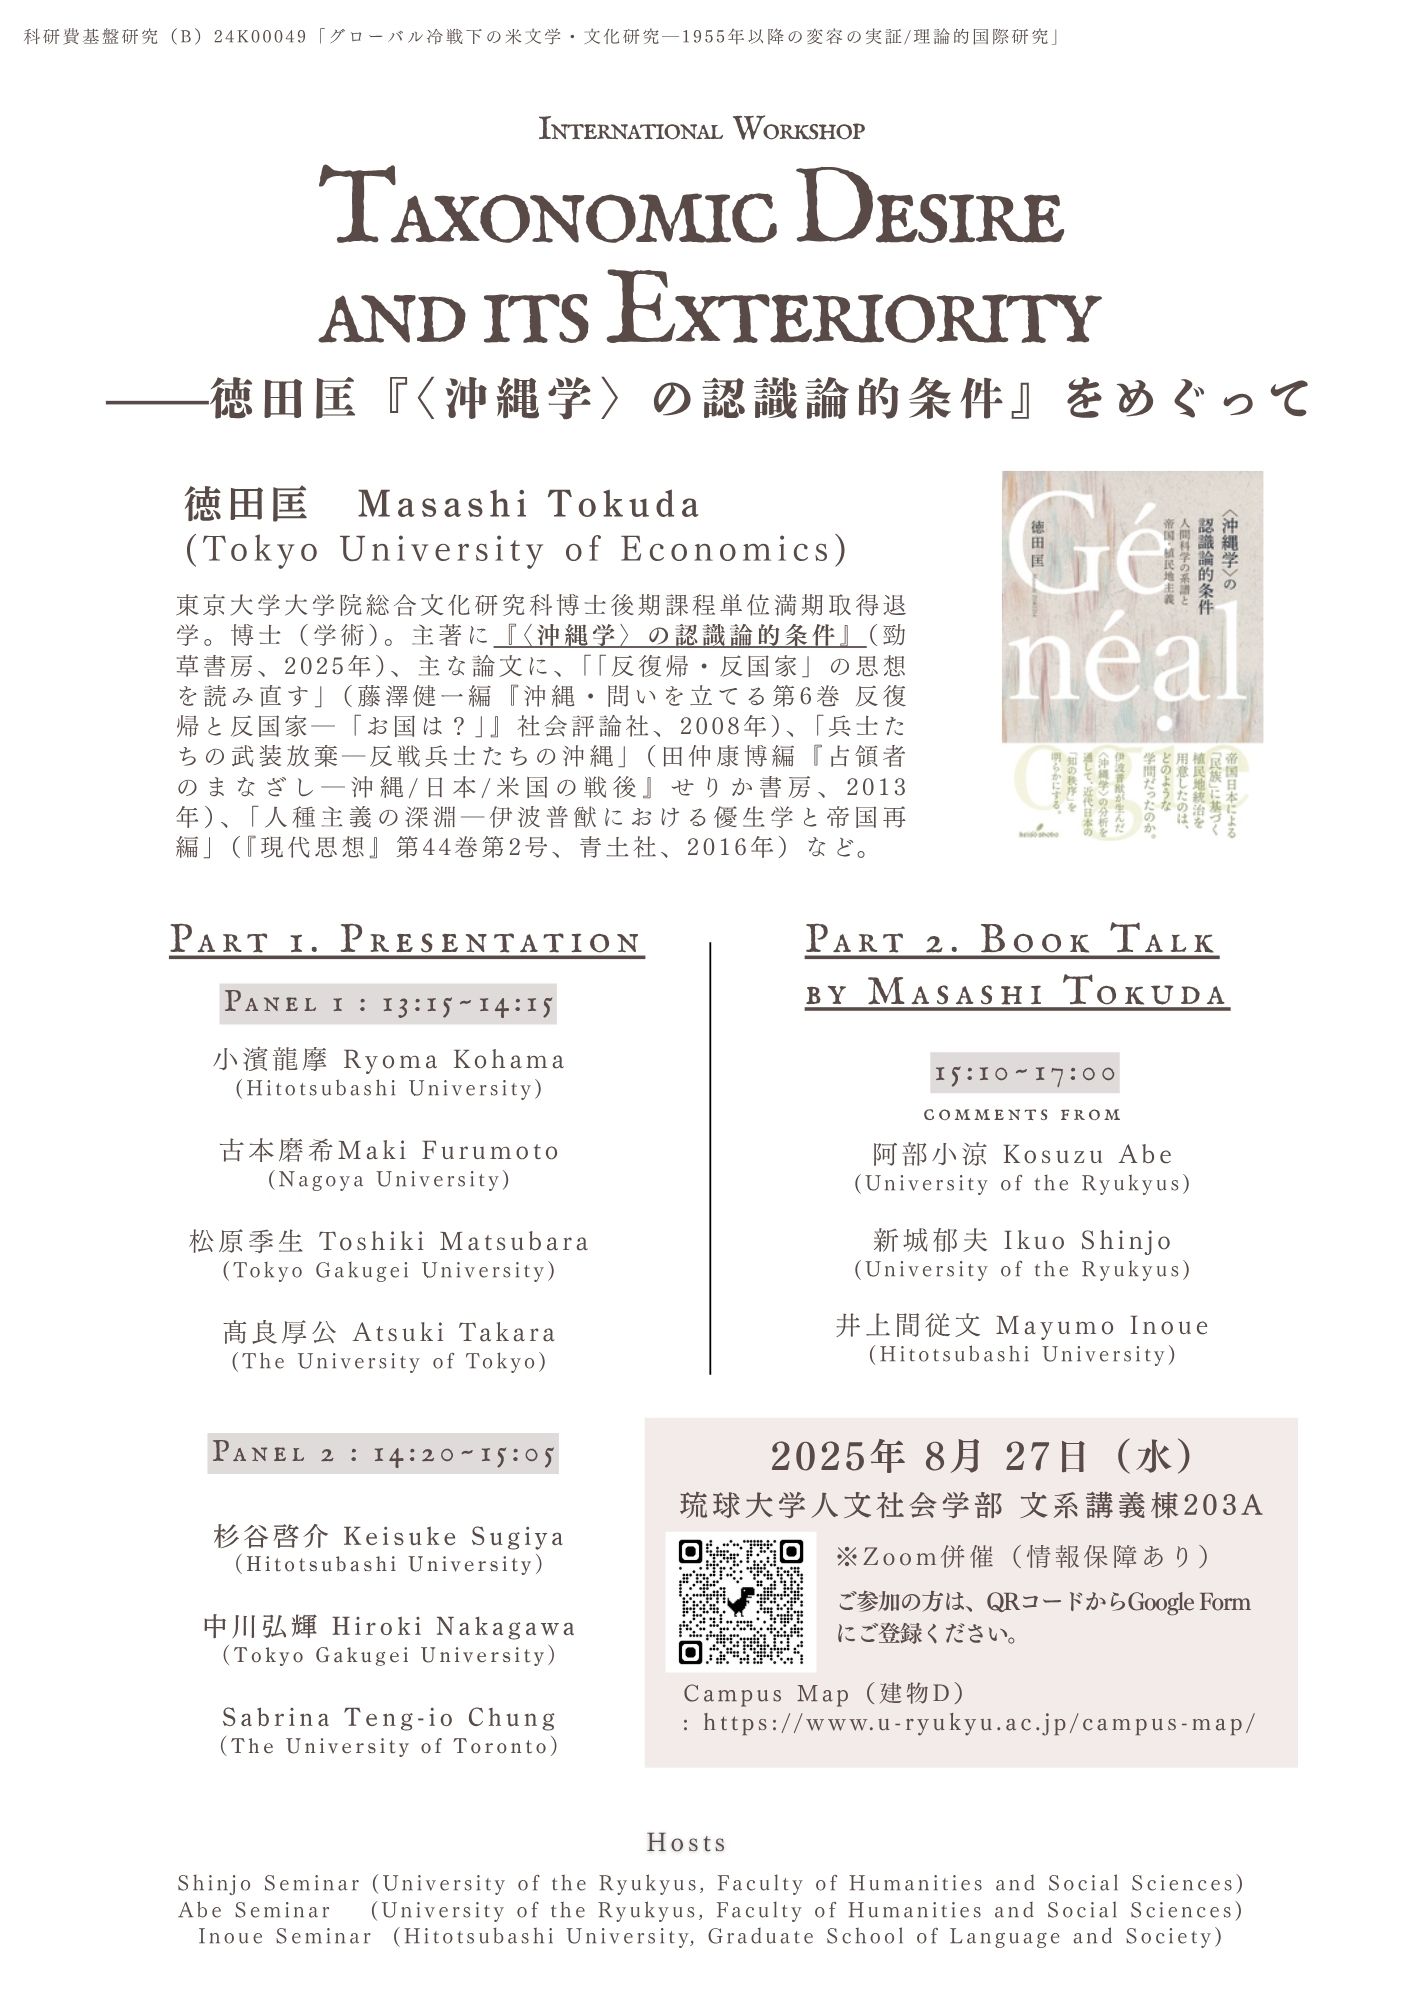 科研費基盤研究（B）24K00049「グローバル冷戦下の米文学・文化研究―1955年以降の変容の実証/理論的国際研究」
International Workshop
Taxonomic Desire
and its Exteriority
――徳田匡『〈沖縄学〉の認識論的条件』をめぐって
徳田匡　Masashi Tokuda
(Tokyo University of Economics)
東京大学大学院総合文化研究科博士後期課程単位満期取得退
学。博士（学術）。主著に『〈沖縄学〉の認識論的条件』（勁
草書房、2025年）、主な論文に、「「反復帰・反国家」の思想
を読み直す」（藤澤健一編『沖縄・問いを立てる第6巻 反復
帰と反国家―「お国は？」』社会評論社、2008年）、「兵士た
ちの武装放棄―反戦兵士たちの沖縄」（田仲康博編『占領者
のまなざし―沖縄/日本/米国の戦後』せりか書房、2013
年）、「人種主義の深淵―伊波普猷における優生学と帝国再
編」（『現代思想』第44巻第2号、青土社、2016年）など。
〈沖縄学〉の
認識論的条件
人間科学の系譜と
帝国・植民地主義
徳田 匡
Gé
néal
ogie
帝国日本による
「民族」に基づく
植民地統治を
用意したのは、
どのような
学問だったのか。
伊波普猷が生んだ
〈沖縄学〉の分析を
通して、近代日本の
「知の秩序」を
明らかにする。
keiso shobo
Part 1. Presentation
Panel 1 : 13:15~14:15
小濱龍摩 Ryoma Kohama
(Hitotsubashi University)
古本磨希Maki Furumoto
(Nagoya University)
松原季生 Toshiki Matsubara
(Tokyo Gakugei University)
髙良厚公 Atsuki Takara
(The University of Tokyo)
Panel 2 : 14:20~15:05
杉谷啓介 Keisuke Sugiya
(Hitotsubashi University)
中川弘輝 Hiroki Nakagawa
(Tokyo Gakugei University)
Sabrina Teng-io Chung
(The University of Toronto)
Part 2. Book Talk
by Masashi Tokuda
15:10~17:00
comments from
阿部小涼 Kosuzu Abe
(University of the Ryukyus)
新城郁夫 Ikuo Shinjo
(University of the Ryukyus)
井上間従文 Mayumo Inoue
(Hitotsubashi University)
2025年 8月 27日（水）
琉球大学人文社会学部 文系講義棟203A
※Zoom併催（情報保障あり）
ご参加の方は、QRコードからGoogle Form
にご登録ください。
Campus Map（建物D）
: https://www.u-ryukyu.ac.jp/campus-map/
Hosts
Shinjo Seminar (University of the Ryukyus, Faculty of Humanities and Social Sciences)
Abe Seminar (University of the Ryukyus, Faculty of Humanities and Social Sciences)
Inoue Seminar (Hitotsubashi University, Graduate School of Language and Society)